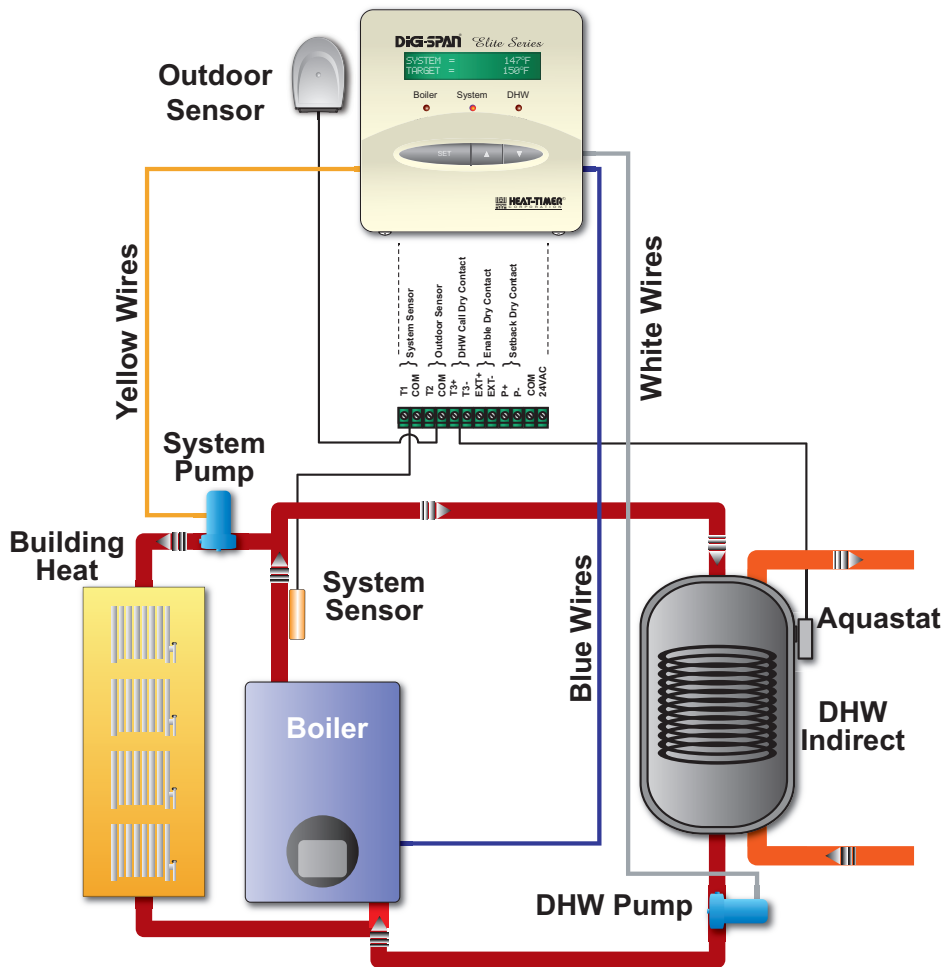 DIGI-SPAN® Elite Series
SYSTEM = 147°F
TARGET = 150°F
Boiler System DHW
SET
HEAT-TIMER®
CORPORATION
Outdoor
Sensor
Yellow Wires
White Wires
System Sensor
Outdoor Sensor
DHW Call Dry Contact
Enable Dry Contact
Setback Dry Contact
T1
COM
T2
COM
T3+
T3-
EXT+
EXT-
P+
P-
COM
24VAC
System
Pump
Building
Heat
System
Sensor
Blue Wires
Aquastat
Boiler
DHW
Indirect
DHW Pump